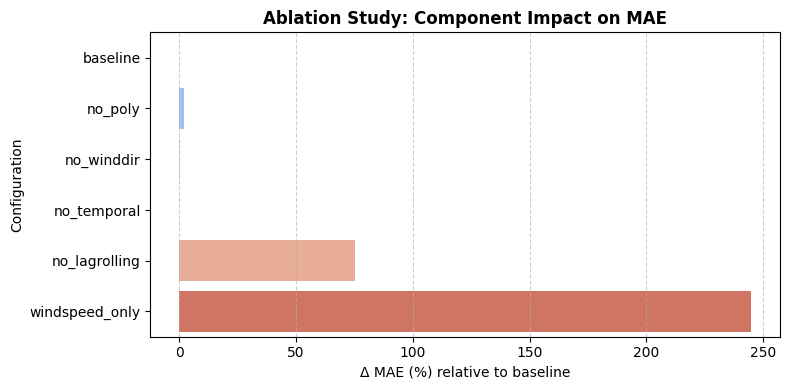 Ablation Study: Component Impact on MAE
Configuration
baseline
no_poly
no_winddir
no_temporal
no_lagrolling
windspeed_only
0 50 100 150 200 250
Δ MAE (%) relative to baseline